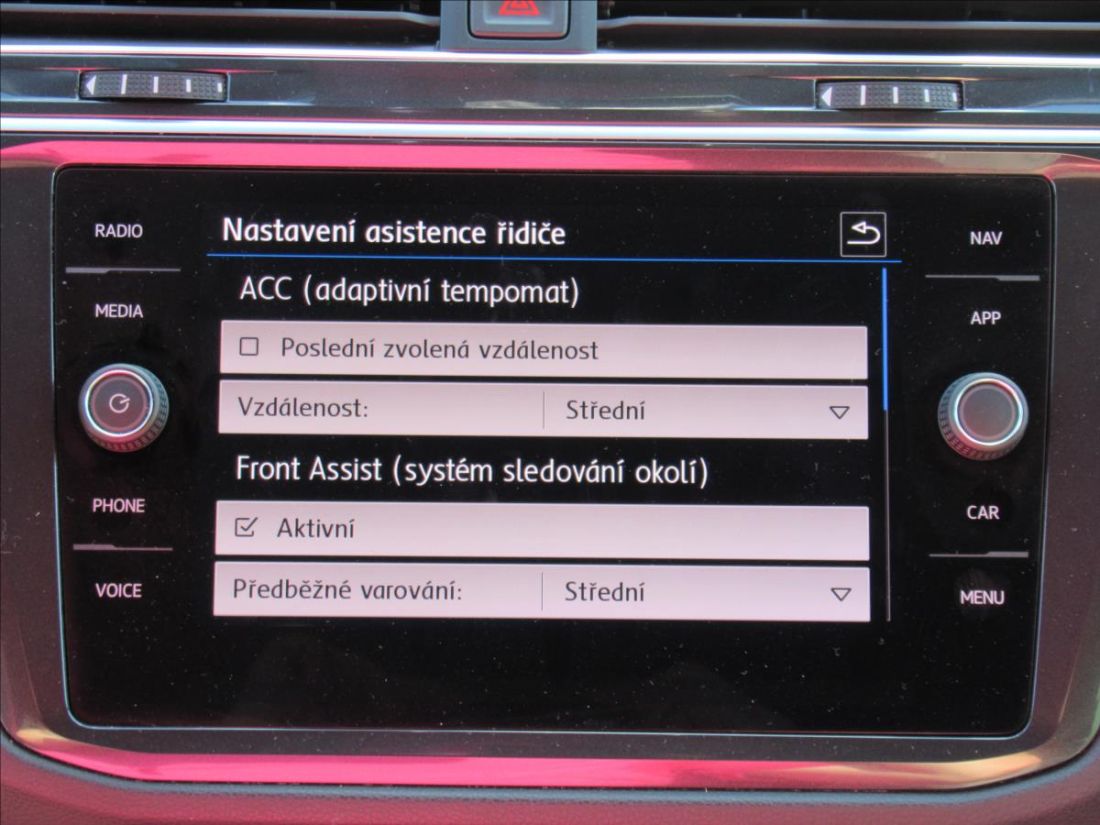 RADIO
MEDIA
PHONE
VOICE
Nastavení asistence řidiče
ACC (adaptivní tempomat)
Poslední zvolená vzdálenost
Vzdálenost: Střední
Front Assist (systém sledování okolí)
Aktivní
Předběžné varování: Střední
NAV
APP
CAR
MENU